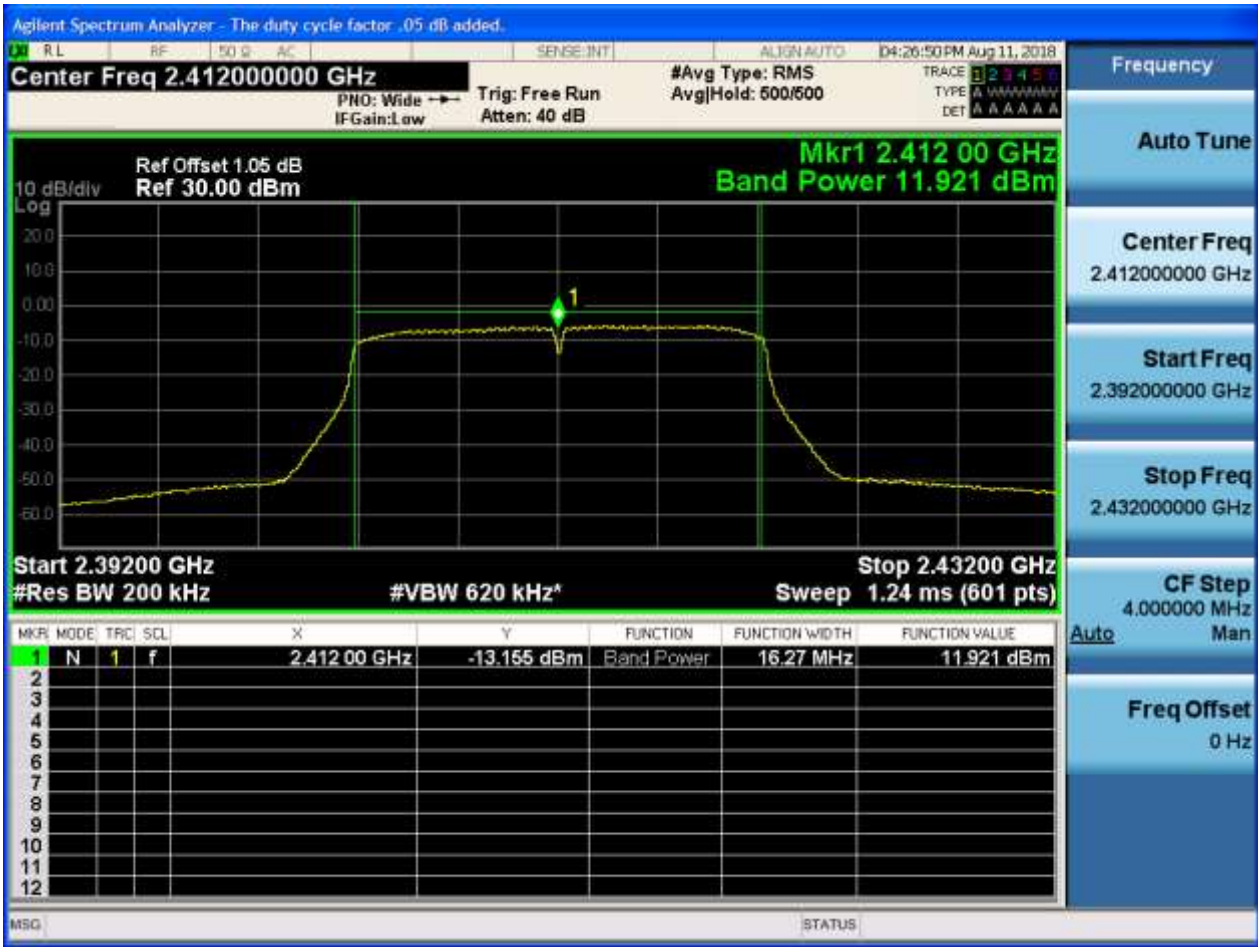 Agilent Spectrum Analyzer - The duty cycle factor .05 dB added.
RL RF 50 Ω AC SENSE:INT ALIGN AUTO 04:26:50 PM Aug 11, 2018
Center Freq 2.412000000 GHz
#Avg Type: RMS
TRACE 1 2 3 4 5 6
PNO: Wide
Trig: Free Run
Avg|Hold: 500/500
TYPE A WWWWW
IFGain:Low
Atten: 40 dB
DET A A A A A A
Mkr1 2.412 00 GHz
Ref Offset 1.05 dB
Band Power 11.921 dBm
10 dB/div Ref 30.00 dBm
Log
20.0
10.0
1
0.00
-10.0
-20.0
-30.0
-40.0
-50.0
-60.0
Start 2.39200 GHz
Stop 2.43200 GHz
#Res BW 200 kHz
#VBW 620 kHz*
Sweep 1.24 ms (601 pts)
MKR MODE TRC SCL X Y FUNCTION FUNCTION WIDTH FUNCTION VALUE
1 N 1 f 2.412 00 GHz -13.155 dBm Band Power 16.27 MHz 11.921 dBm
2
3
4
5
6
7
8
9
10
11
12
MSG STATUS
Frequency
Auto Tune
Center Freq
2.412000000 GHz
Start Freq
2.392000000 GHz
Stop Freq
2.432000000 GHz
CF Step
4.000000 MHz
Auto Man
Freq Offset
0 Hz